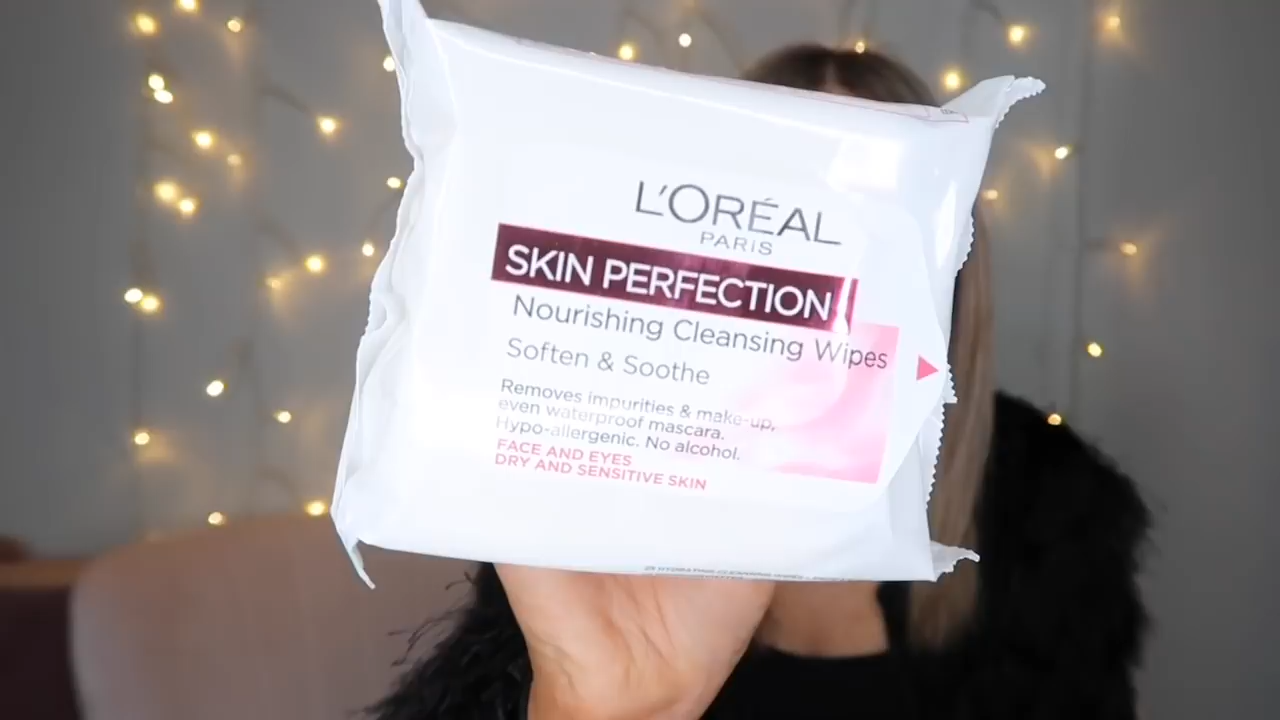 L'ORÉAL
PARIS
SKIN PERFECTION
Nourishing Cleansing Wipes
Soften & Soothe
Removes impurities & make-up,
even waterproof mascara.
Hypo-allergenic. No alcohol.
FACE AND EYES
DRY AND SENSITIVE SKIN